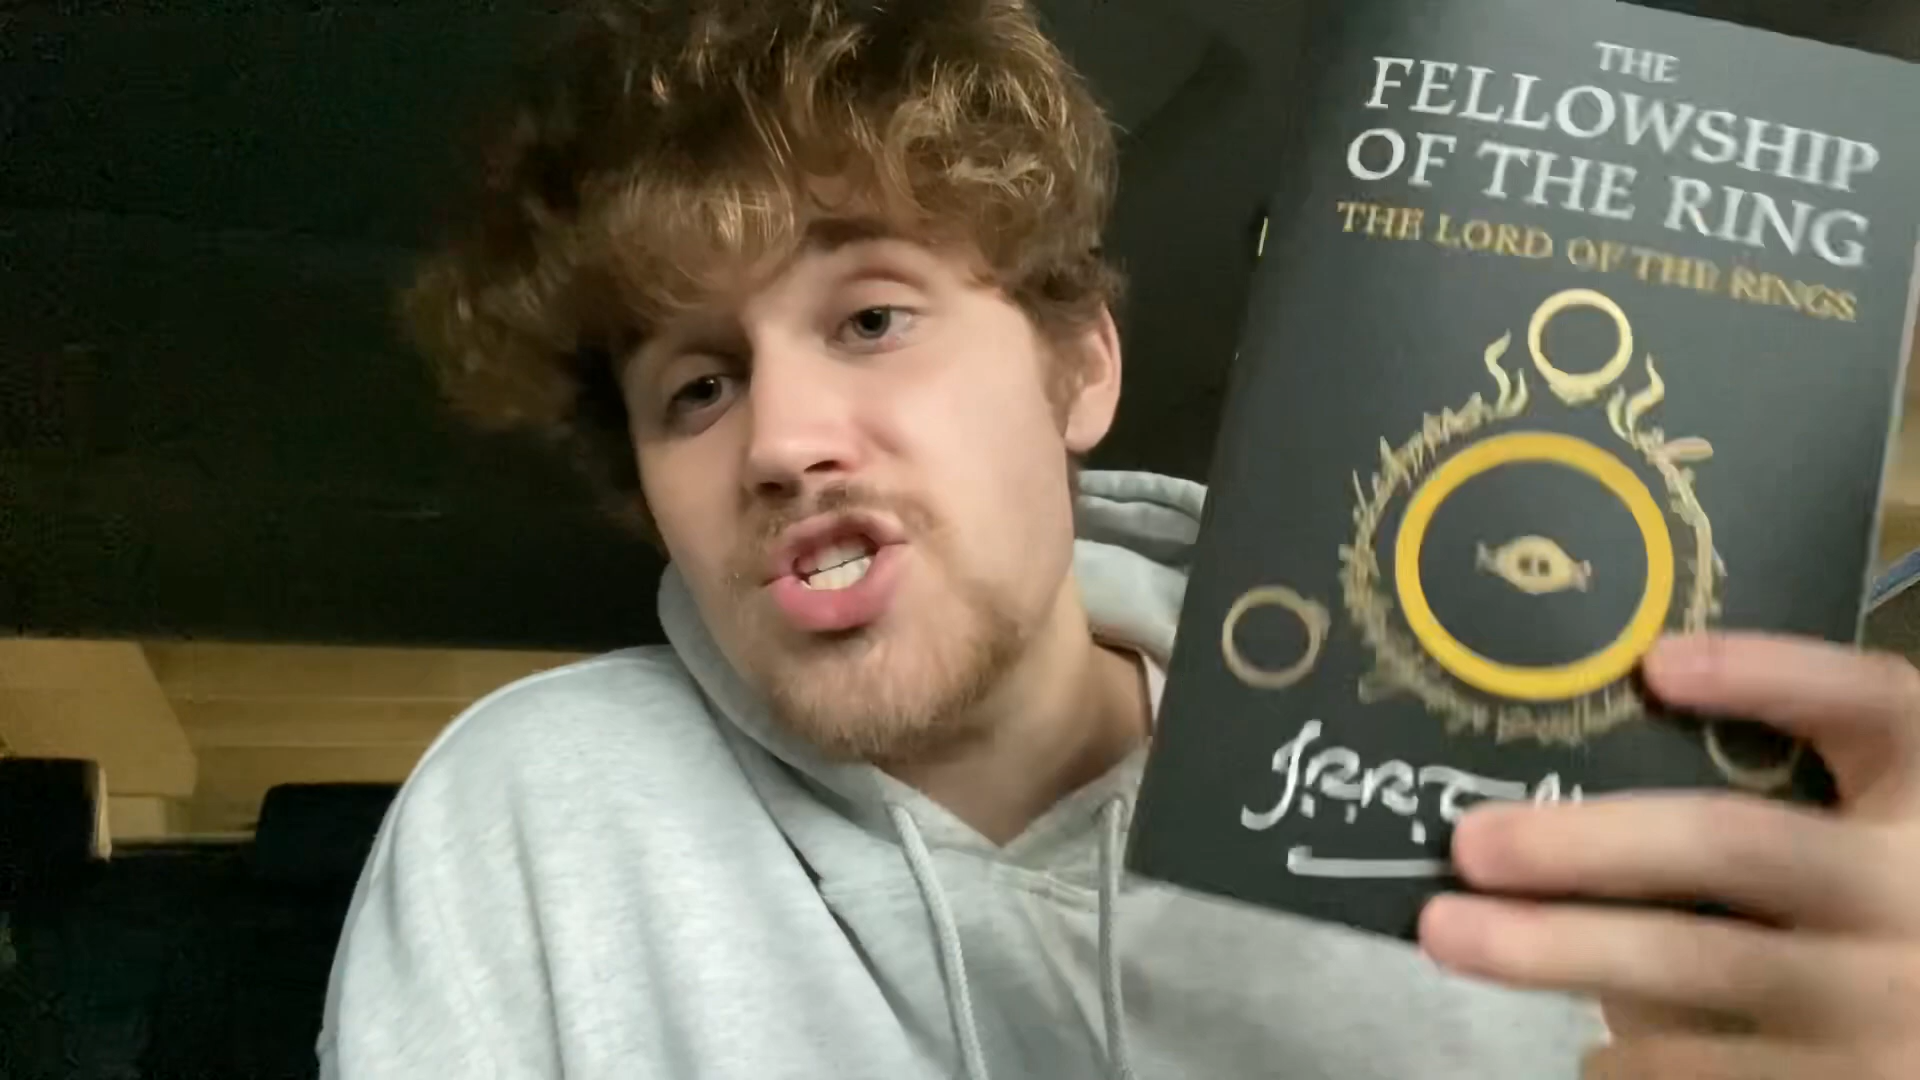 THE
FELLOWSHIP
OF THE RING
THE LORD OF THE RINGS